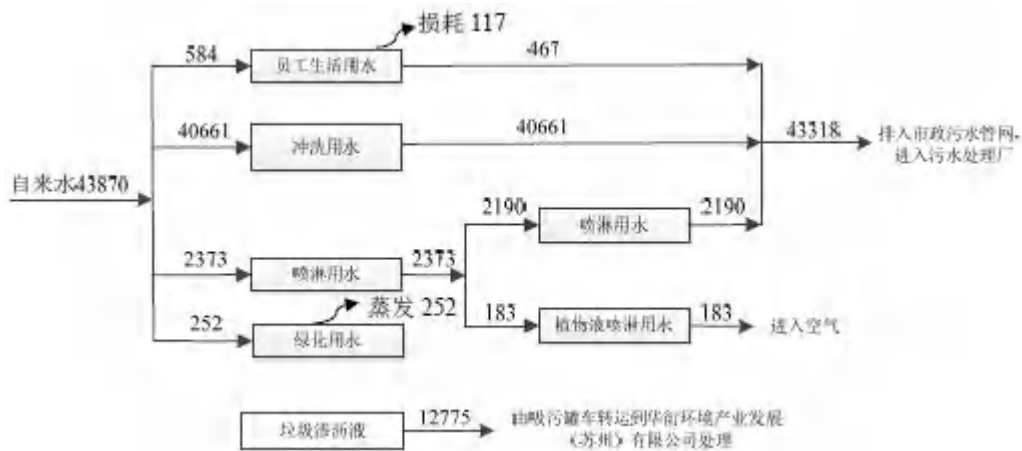 损耗 117
584
员工生活用水
467
40661
冲洗用水
40661
43318
排入市政污水管网,
进入污水处理厂
自来水43870
2190
喷淋用水
2190
2373
喷淋用水
2373
蒸发 252
252
绿化用水
183
植物液喷淋用水
183
进入空气
垃圾渗沥液
12775
由吸污罐车转运到华衍环境产业发展
（苏州）有限公司处理